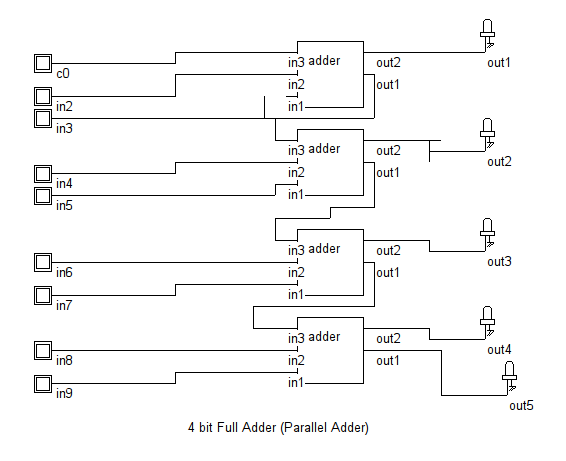 adder
in3 out2 out1
c0
out1
in2
in2
in1
in3
adder
in3 out2
out2
in4
in2 out1
in5
in1
adder
in3 out2
out3
in6
in2 out1
in7
in1
adder
in3 out2
out4
in8
in2 out1
in9
in1
out5
4 bit Full Adder (Parallel Adder)